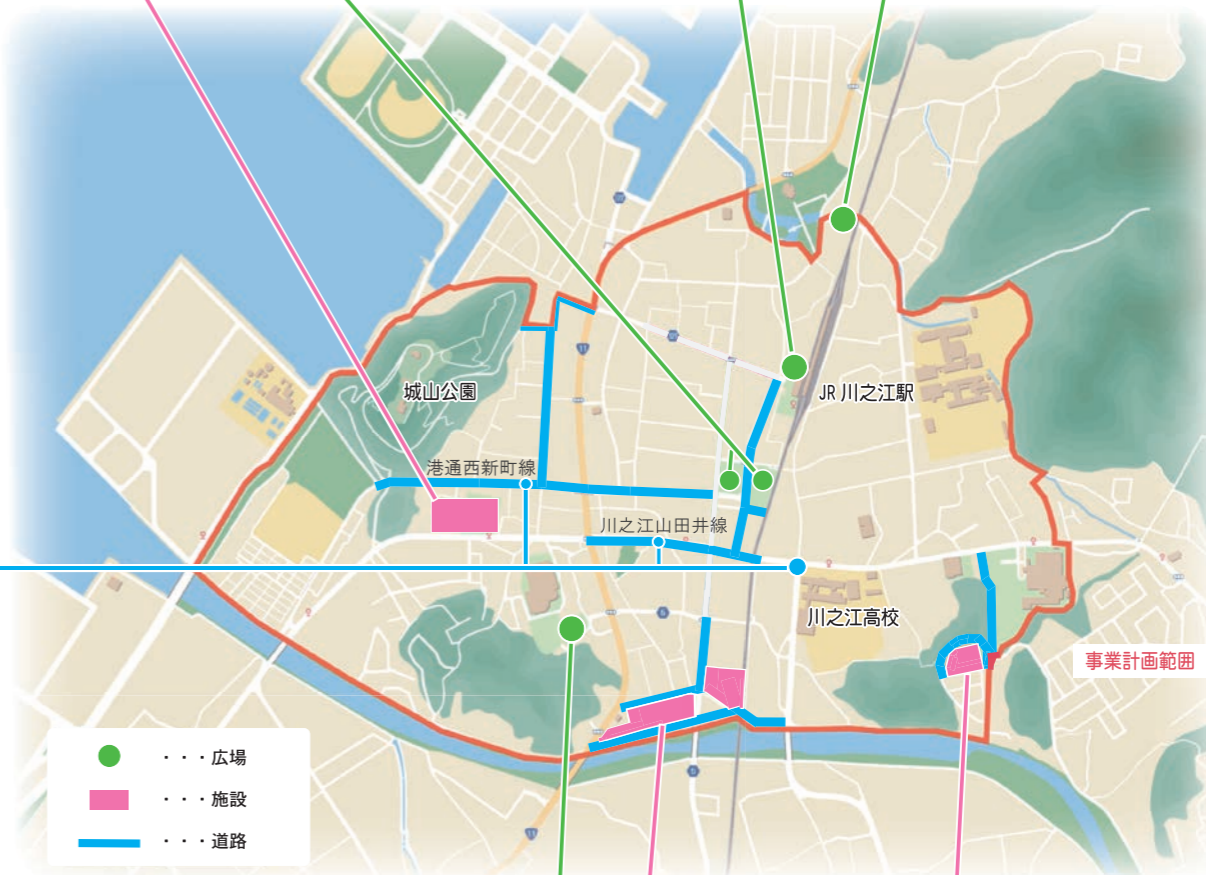 城山公園
JR 川之江駅
港通西新町線
川之江山田井線
川之江高校
事業計画範囲
・・・広場
・・・施設
・・・道路
11
11